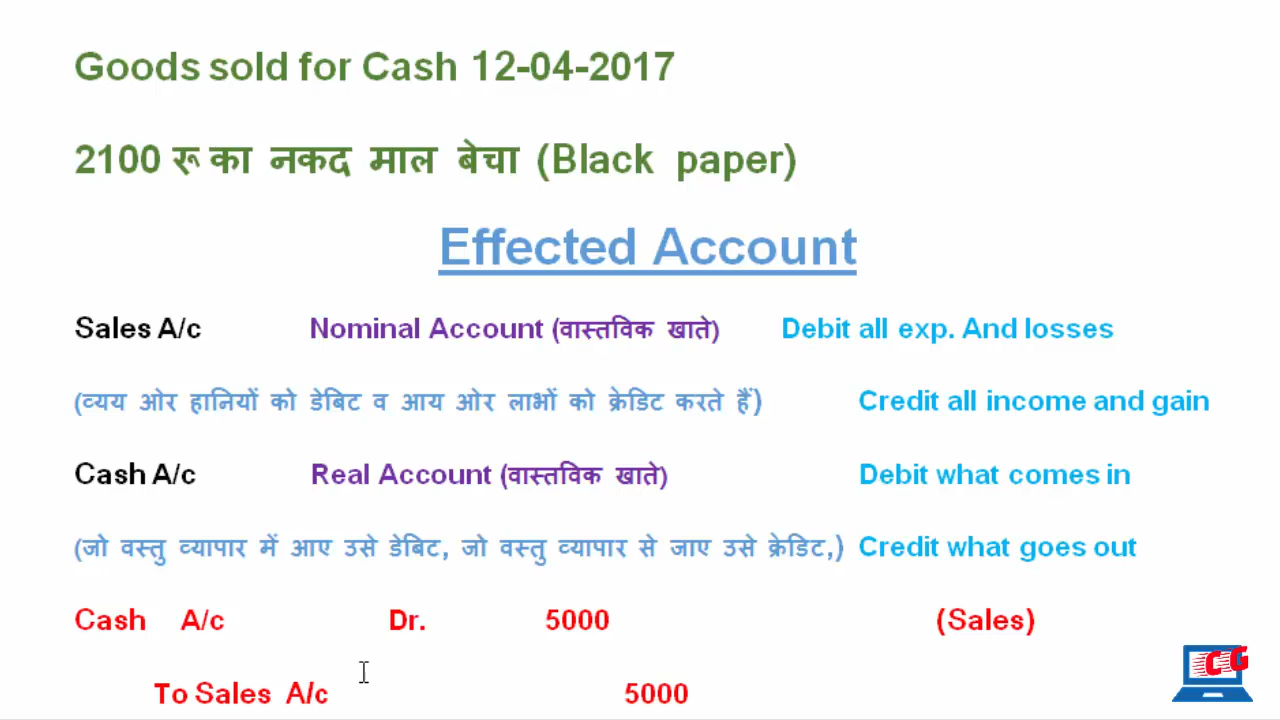 Goods sold for Cash 12-04-2017
2100 रू का नकद माल बेचा (Black paper)
Effected Account
Sales A/c Nominal Account (वास्तविक खाते) Debit all exp. And losses
(व्यय ओर हानियों को डेबिट व आय ओर लाभों को क्रेडिट करते हैं) Credit all income and gain
Cash A/c Real Account (वास्तविक खाते) Debit what comes in
(जो वस्तु व्यापार में आए उसे डेबिट, जो वस्तु व्यापार से जाए उसे क्रेडिट,) Credit what goes out
Cash A/c Dr. 5000 (Sales)
To Sales A/c 5000
CG